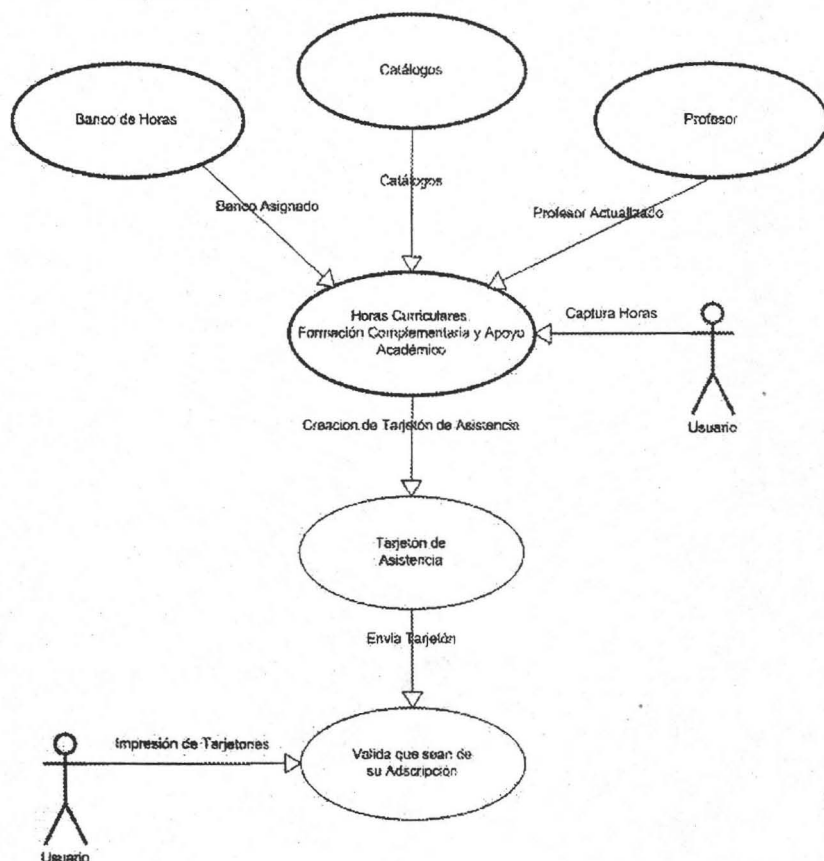 Catálogos
Banco de Horas
Profesor
Catálogos
Banco Asignado
Profesor Actualizado
Horas Curriculares
Formación Complementaria y Apoyo
Académico
Captura Horas
Usuario
Creacion de Tarjetón de Asistencia
Tarjetón de
Asistencia
Envía Tarjetón
Impresión de Tarjetones
Valida que sean de
su Adscripción
Usuario